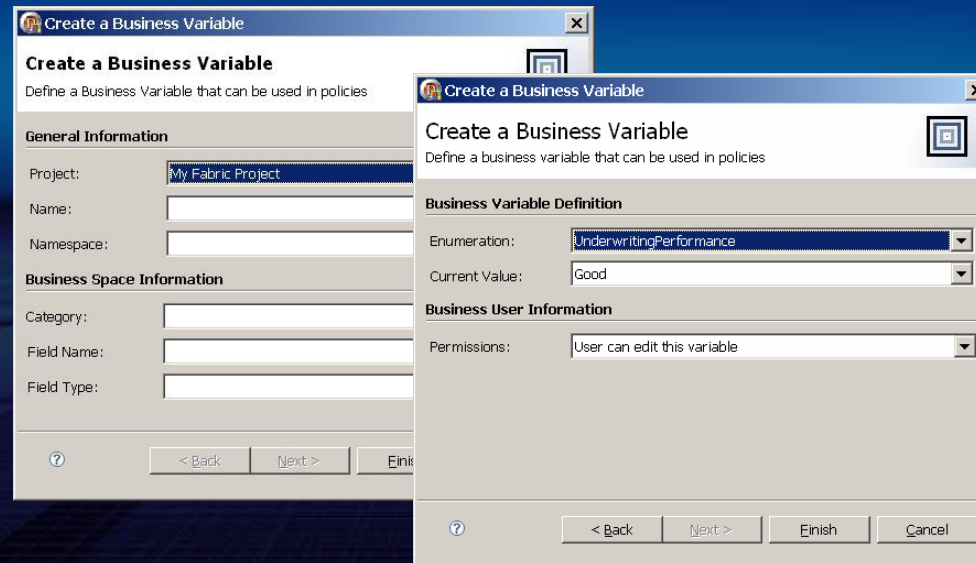 Create a Business Variable
Create a Business Variable
Define a Business Variable that can be used in policies
General Information
Project: My Fabric Project
Name:
Namespace:
Business Space Information
Category:
Field Name:
Field Type:
< Back Next >
Create a Business Variable
Create a Business Variable
Define a business variable that can be used in policies
Business Variable Definition
Enumeration: UnderwritingPerformance
Current Value: Good
Business User Information
Permissions: User can edit this variable
< Back Next > Finish Cancel